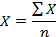 X = ∑ X / n